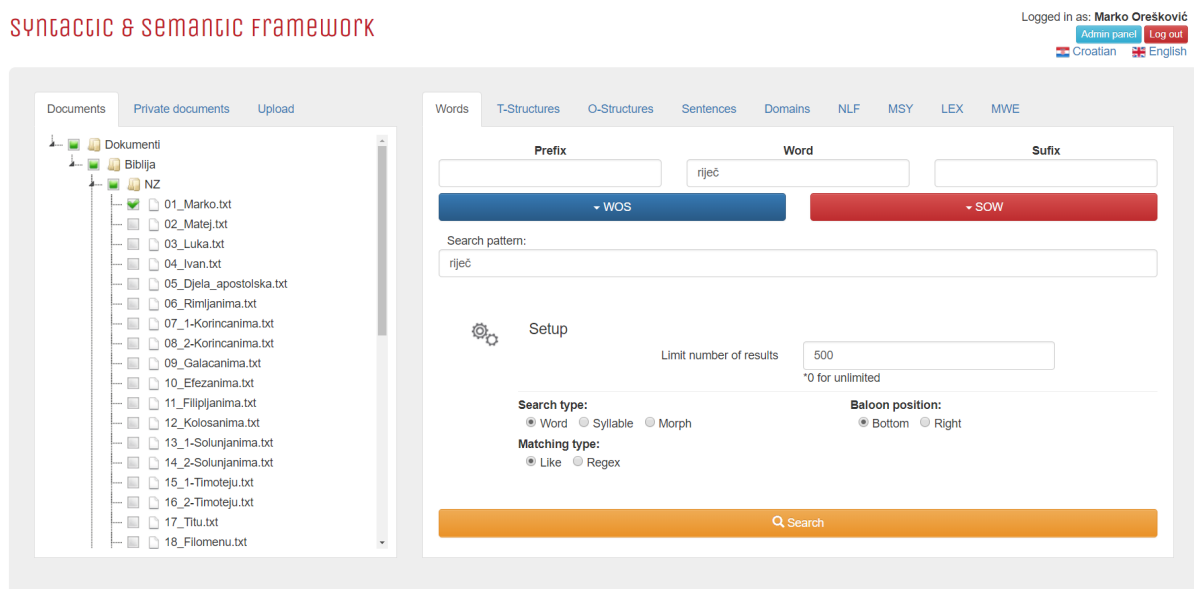 Syntactic & Semantic Framework
Logged in as: Marko Orešković
Admin panel Log out
Croatian English
Documents Private documents Upload
Dokumenti
Biblija
NZ
01_Marko.txt
02_Matej.txt
03_Luka.txt
04_Ivan.txt
05_Djela_apostolska.txt
06_Rimljanima.txt
07_1-Korincanima.txt
08_2-Korincanima.txt
09_Galacanima.txt
10_Efezanima.txt
11_Filipljanima.txt
12_Kolosanima.txt
13_1-Solunjanima.txt
14_2-Solunjanima.txt
15_1-Timoteju.txt
16_2-Timoteju.txt
17_Titu.txt
18_Filomenu.txt
Words T-Structures O-Structures Sentences Domains NLF MSY LEX MWE
Prefix Word Sufix
riječ
WOS SOW
Search pattern:
riječ
Setup
Limit number of results 500
*0 for unlimited
Search type: Baloon position:
Word Syllable Morph Bottom Right
Matching type:
Like Regex
Search